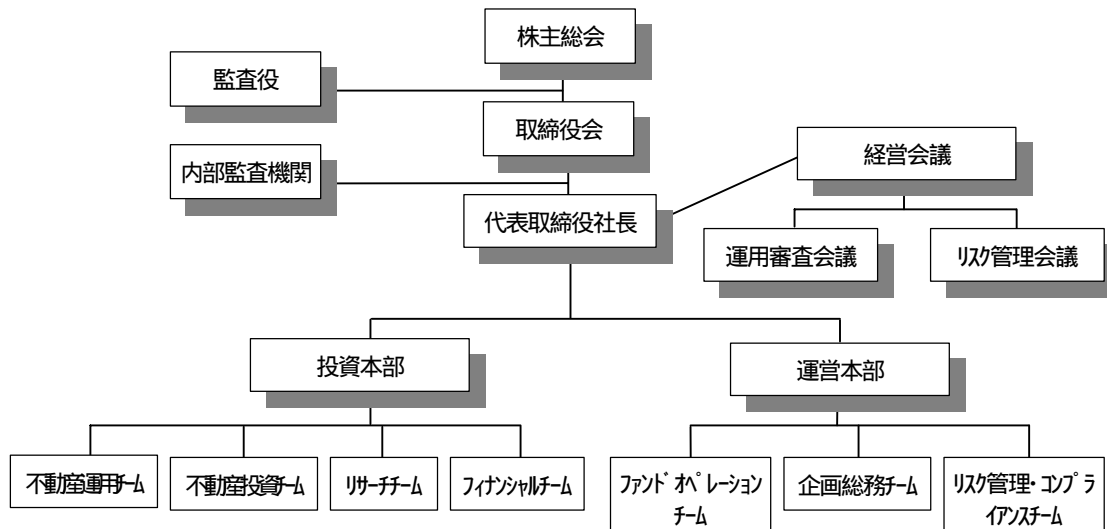 株主総会
監査役
取締役会
経営会議
内部監査機関
代表取締役社長
運用審査会議
リスク管理会議
投資本部
運営本部
不動産運用チーム
不動産投資チーム
リサーチチーム
フィナンシャルチーム
ファンドオペレーション
チーム
企画総務チーム
リスク管理・コンプラ
イアンスチーム